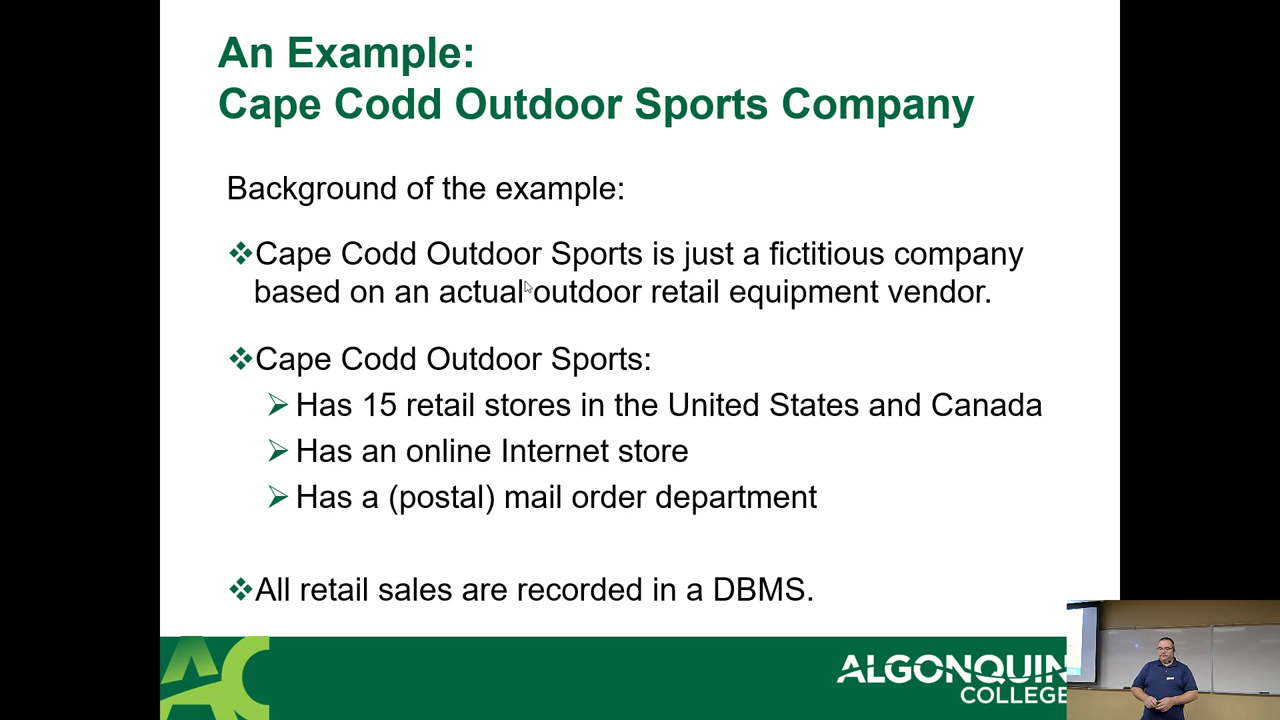 An Example:
Cape Codd Outdoor Sports Company
Background of the example:
Cape Codd Outdoor Sports is just a fictitious company
based on an actual outdoor retail equipment vendor.
Cape Codd Outdoor Sports:
Has 15 retail stores in the United States and Canada
Has an online Internet store
Has a (postal) mail order department
All retail sales are recorded in a DBMS.
AC
ALGONQUIN
COLLEGE